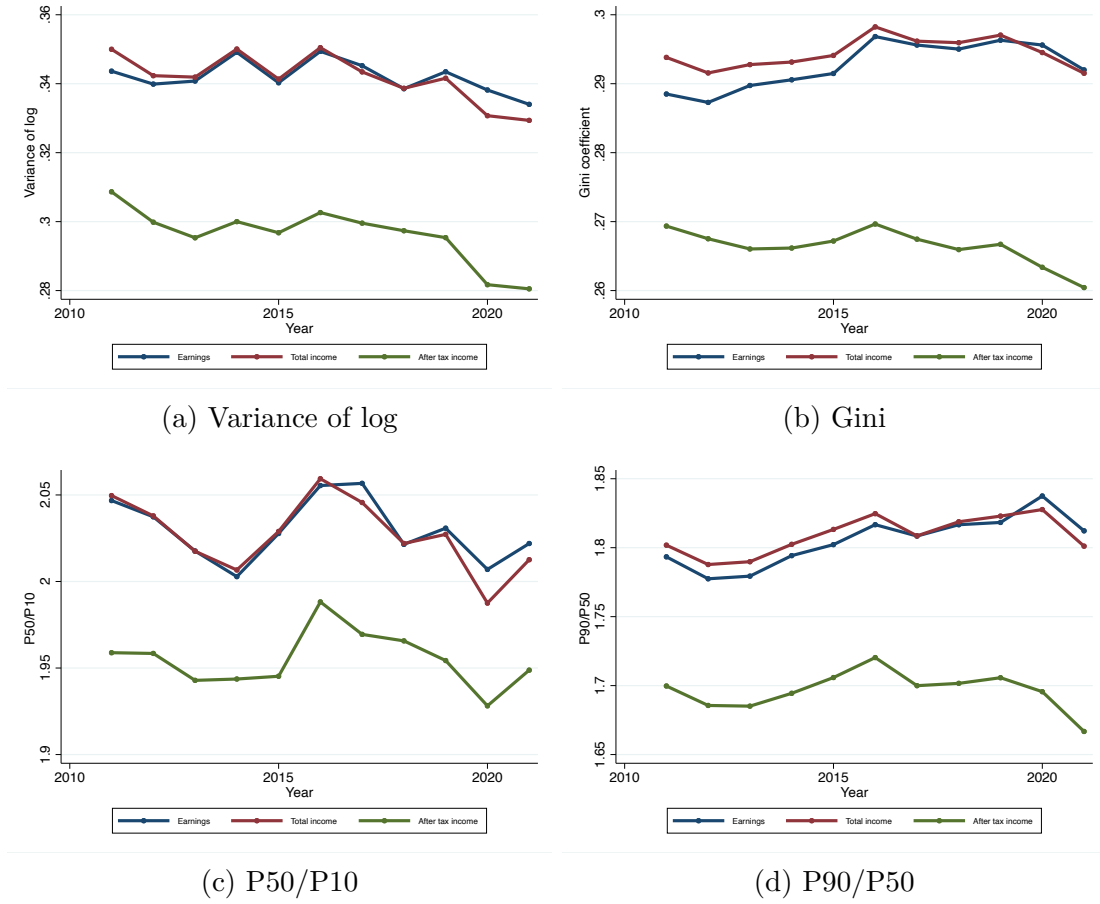 Variance of log
.36
.34
.32
.3
.28
2010 2015 2020
Year
Earnings Total income After tax income
(a) Variance of log
Gini coefficient
.3
.29
.28
.27
.26
2010 2015 2020
Year
Earnings Total income After tax income
(b) Gini
P50/P10
2.05
2
1.95
1.9
2010 2015 2020
Year
Earnings Total income After tax income
(c) P50/P10
P90/P50
1.85
1.8
1.75
1.7
1.65
2010 2015 2020
Year
Earnings Total income After tax income
(d) P90/P50